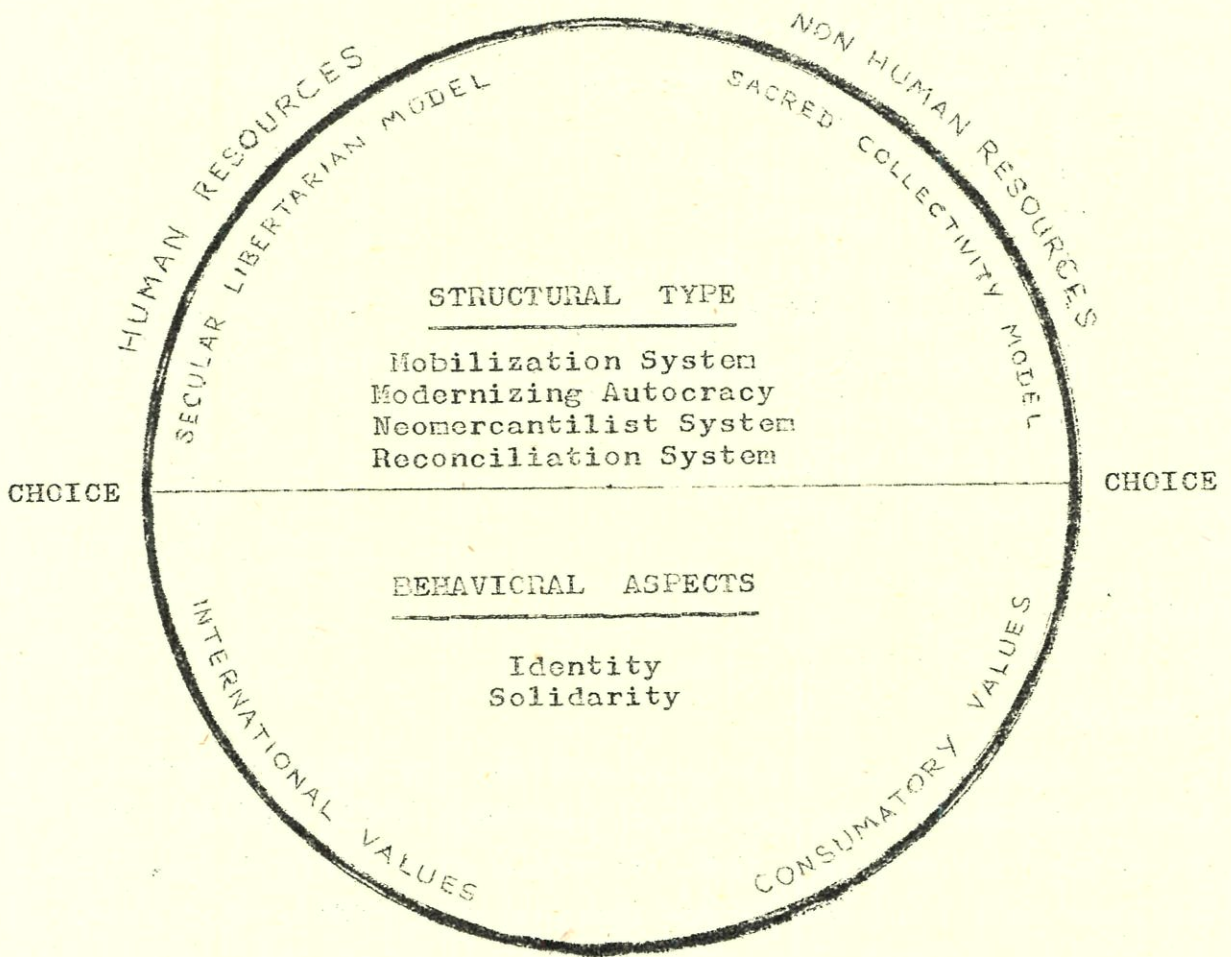 HUMAN RESOURCES
NON HUMAN RESOURCES
SECULAR LIBERTARIAN MODEL
SACRED COLLECTIVITY MODEL
STRUCTURAL TYPE
Mobilization System
Modernizing Autocracy
Neomercantilist System
Reconciliation System
CHOICE
CHOICE
BEHAVIORAL ASPECTS
Identity
Solidarity
INTERNATIONAL VALUES
CONSUMATORY VALUES